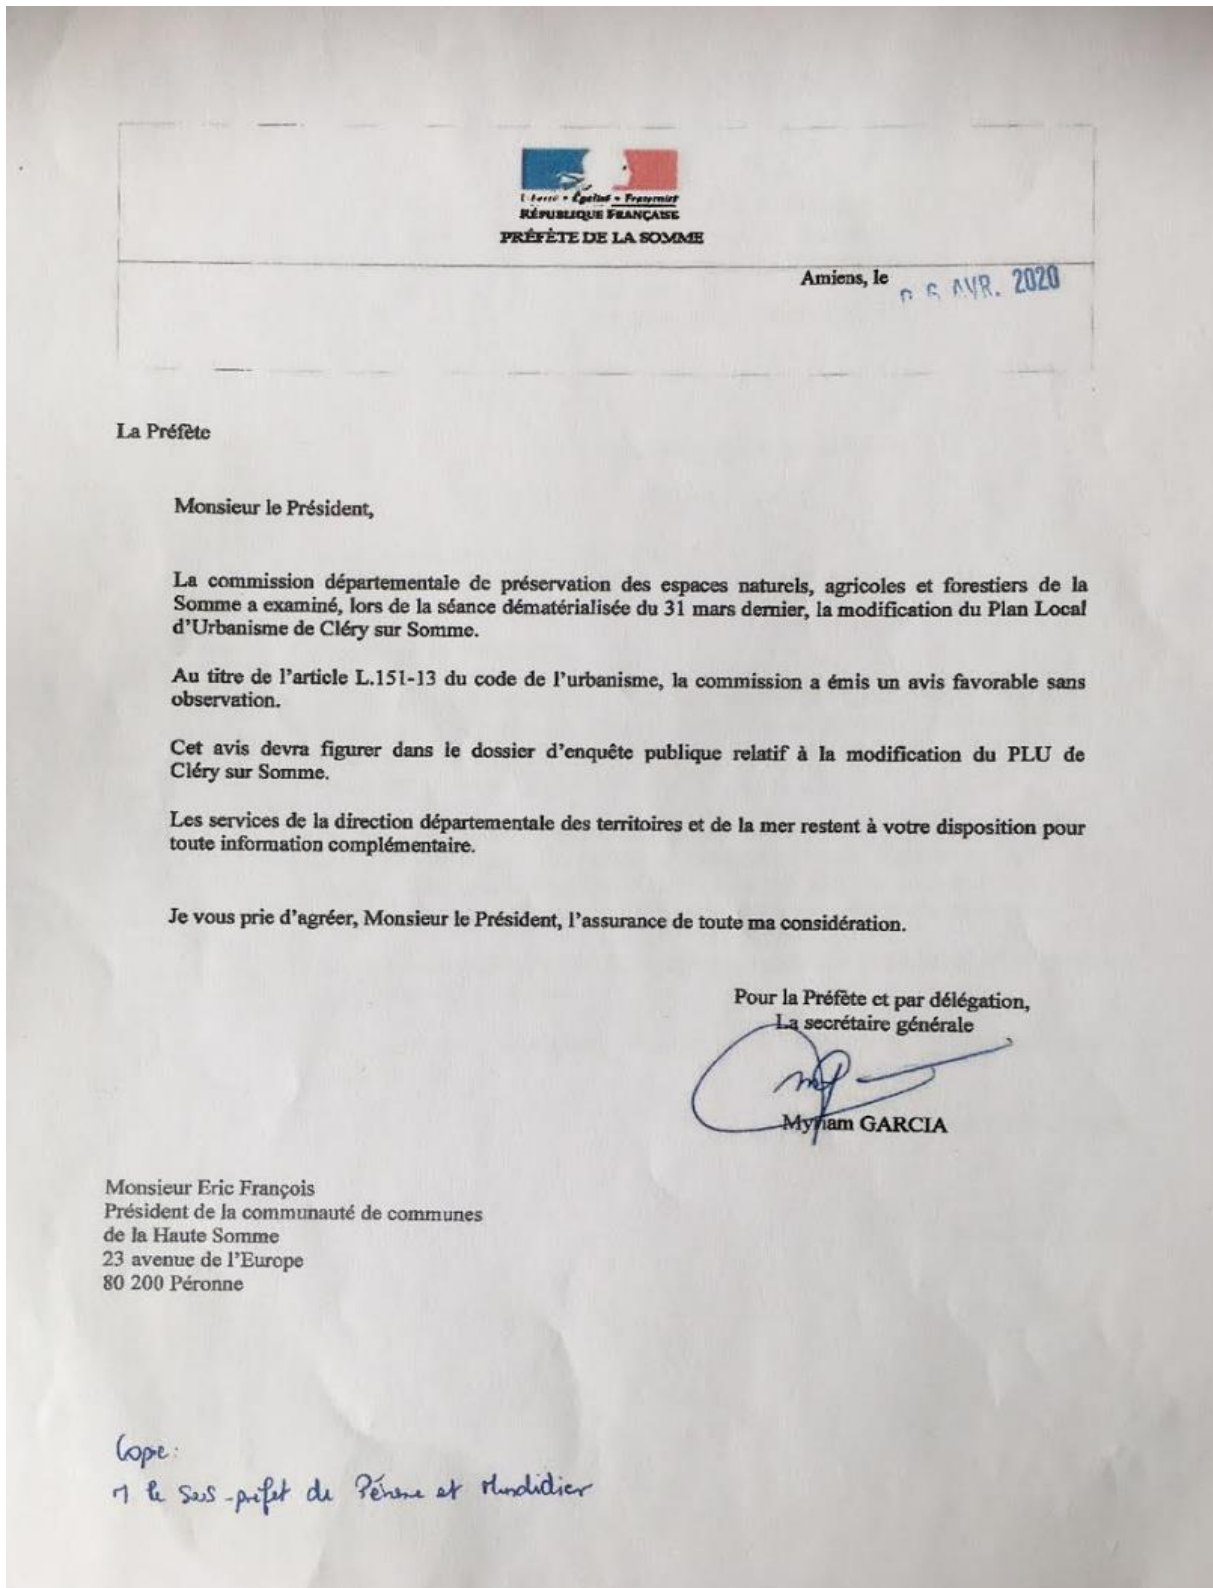 Liberté • Égalité • Fraternité
RÉPUBLIQUE FRANÇAISE
PRÉFÈTE DE LA SOMME
Amiens, le 06 AVR. 2020
La Préfète
Monsieur le Président,
La commission départementale de préservation des espaces naturels, agricoles et forestiers de la
Somme a examiné, lors de la séance dématérialisée du 31 mars dernier, la modification du Plan Local
d'Urbanisme de Cléry sur Somme.
Au titre de l'article L.151-13 du code de l'urbanisme, la commission a émis un avis favorable sans
observation.
Cet avis devra figurer dans le dossier d'enquête publique relatif à la modification du PLU de
Cléry sur Somme.
Les services de la direction départementale des territoires et de la mer restent à votre disposition pour
toute information complémentaire.
Je vous prie d'agréer, Monsieur le Président, l'assurance de toute ma considération.
Pour la Préfète et par délégation,
La secrétaire générale
Myriam GARCIA
Monsieur Eric François
Président de la communauté de communes
de la Haute Somme
23 avenue de l'Europe
80 200 Péronne
Copie:
M le sous-préfet de Péronne et Montdidier